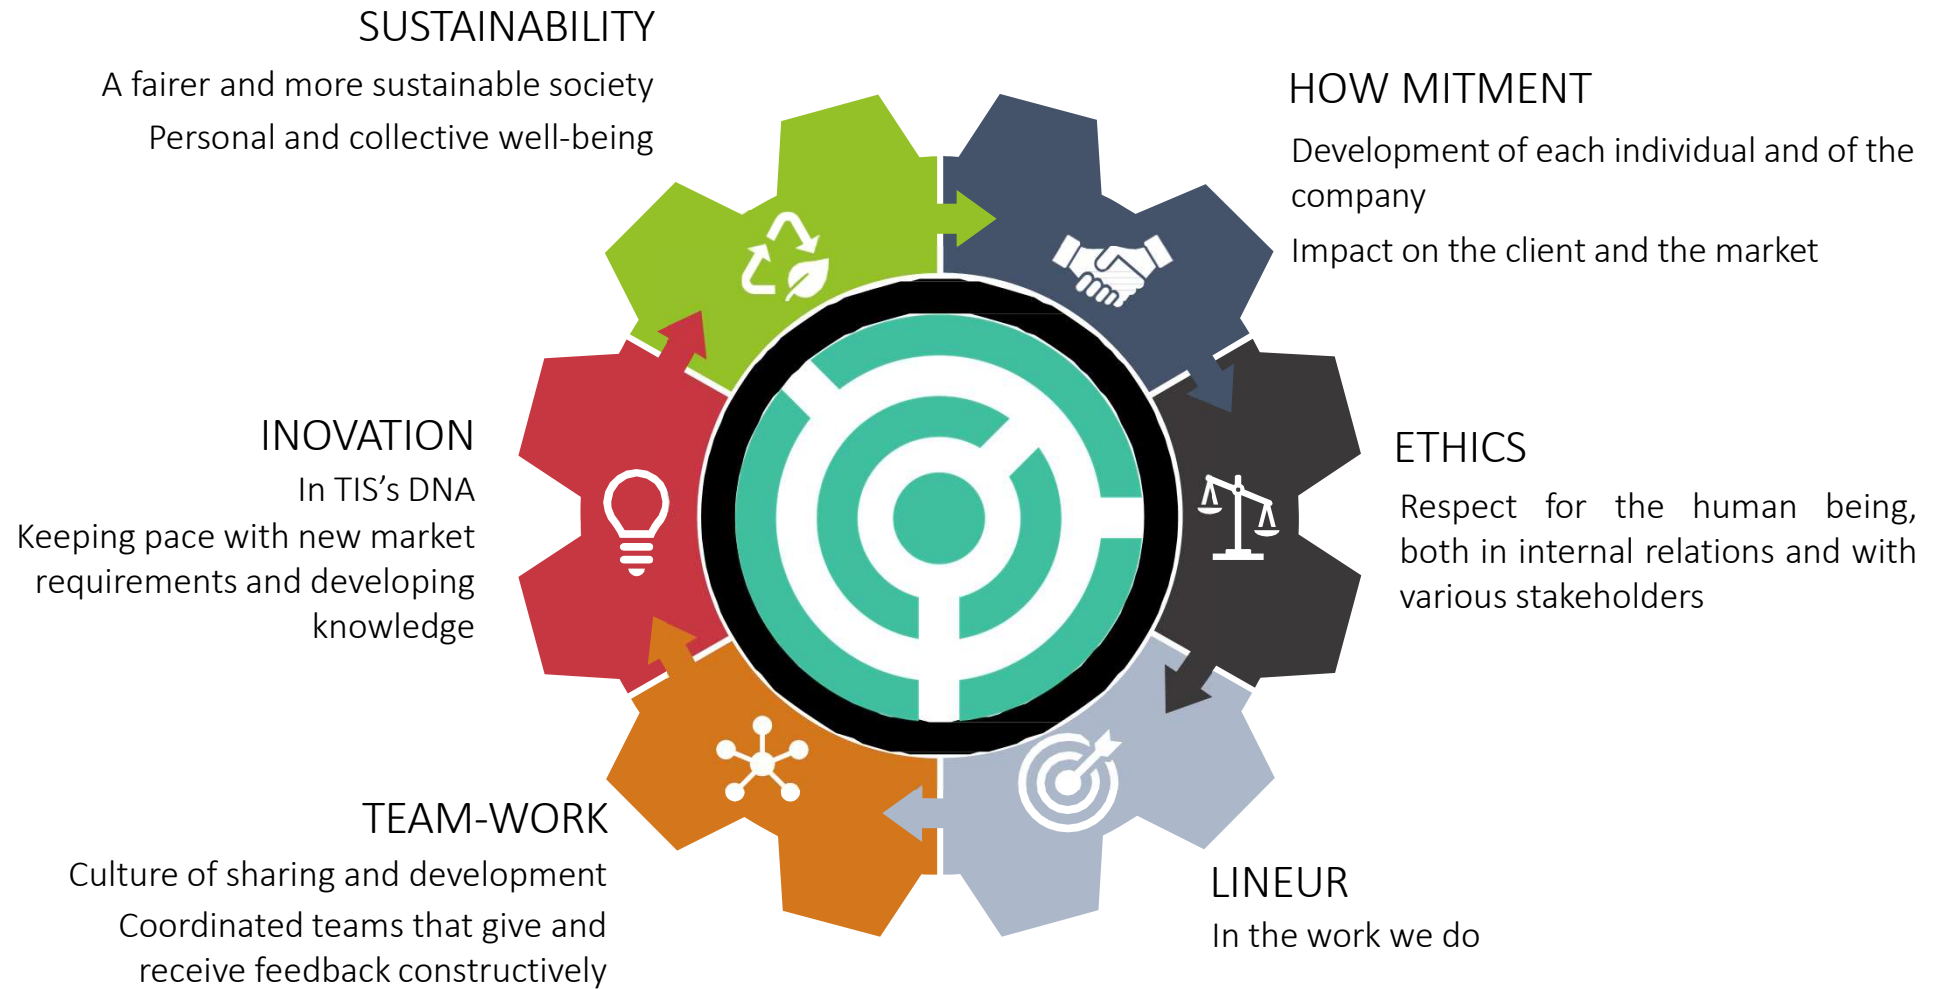 SUSTAINABILITY
A fairer and more sustainable society
Personal and collective well-being
HOW MITMENT
Development of each individual and of the
company
Impact on the client and the market
INOVATION
In TIS’s DNA
Keeping pace with new market
requirements and developing
knowledge
ETHICS
Respect for the human being,
both in internal relations and with
various stakeholders
TEAM-WORK
Culture of sharing and development
Coordinated teams that give and
receive feedback constructively
LINEUR
In the work we do